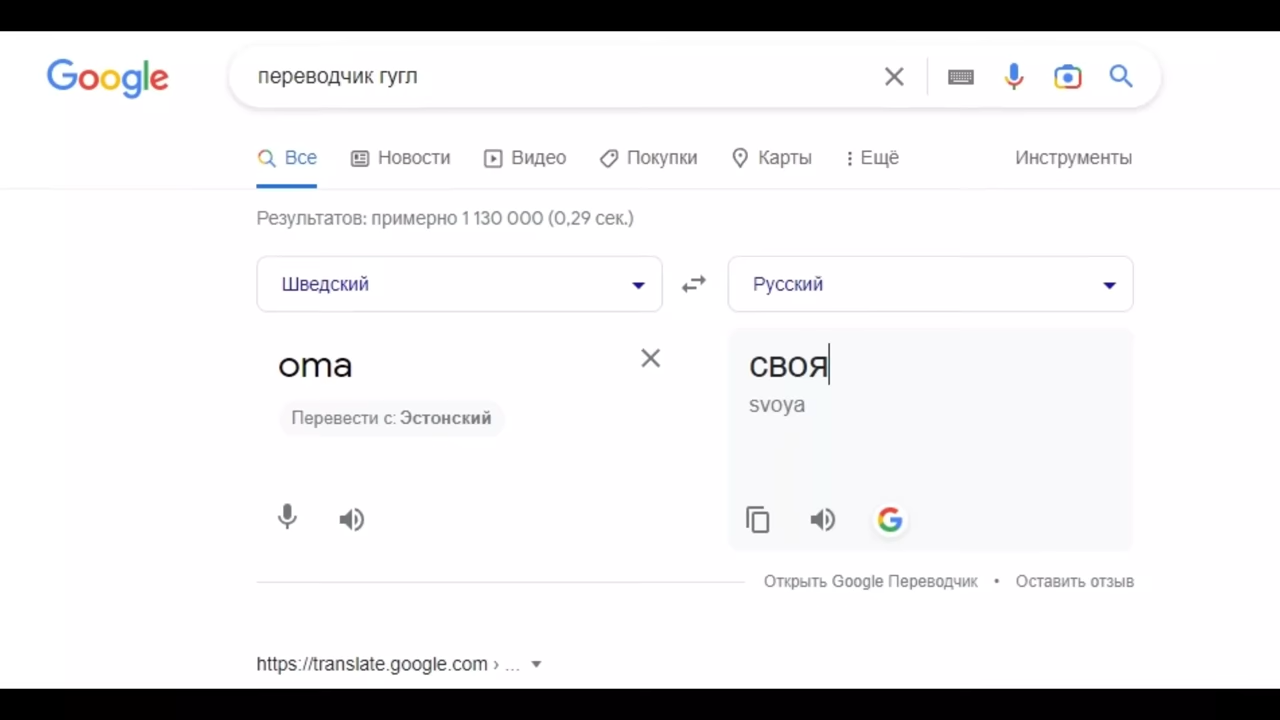 Google
переводчик гугл
Все
Новости
Видео
Покупки
Карты
Ещё
Инструменты
Результатов: примерно 1 130 000 (0,29 сек.)
Шведский
Русский
oma
своя
Перевести с: Эстонский
svoya
Открыть Google Переводчик • Оставить отзыв
https://translate.google.com › ...